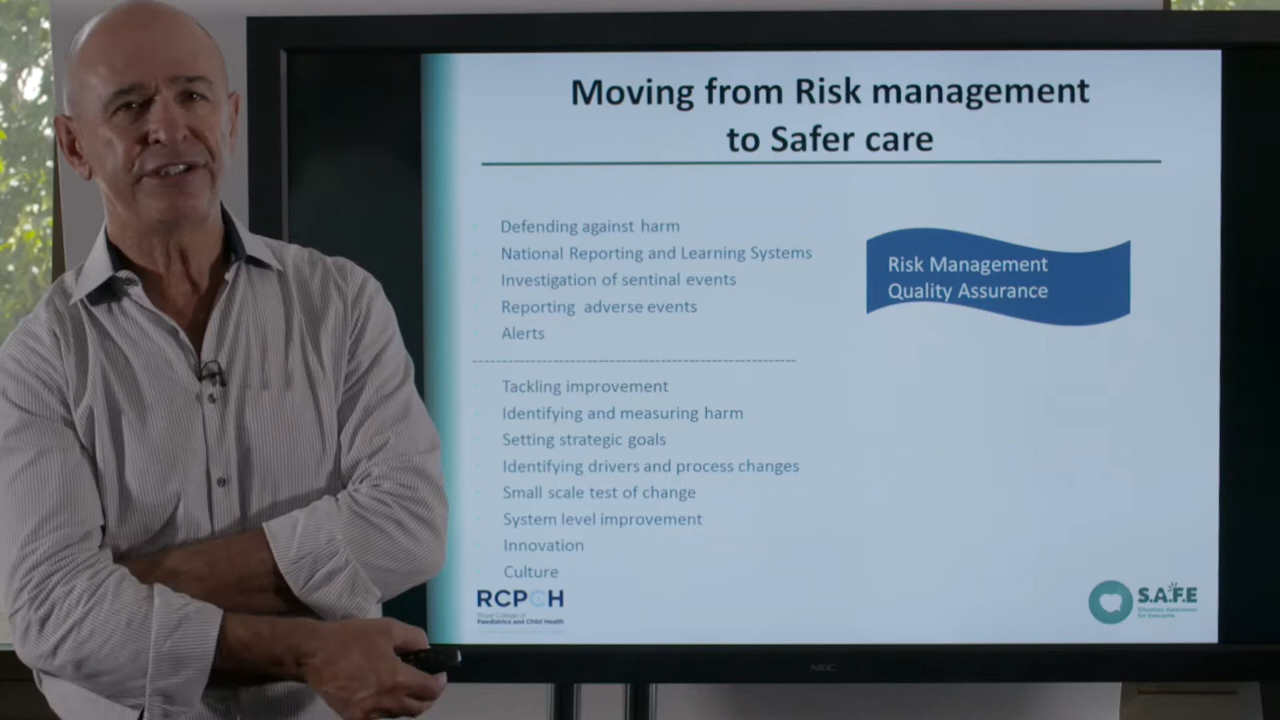 Moving from Risk management
to Safer care
Defending against harm
National Reporting and Learning Systems
Investigation of sentinal events
Reporting adverse events
Alerts
Risk Management
Quality Assurance
Tackling improvement
Identifying and measuring harm
Setting strategic goals
Identifying drivers and process changes
Small scale test of change
System level improvement
Innovation
Culture
RCPCH
Royal College of
Paediatrics and Child Health
S.A.F.E
Situation Awareness
for Everyone
NEC